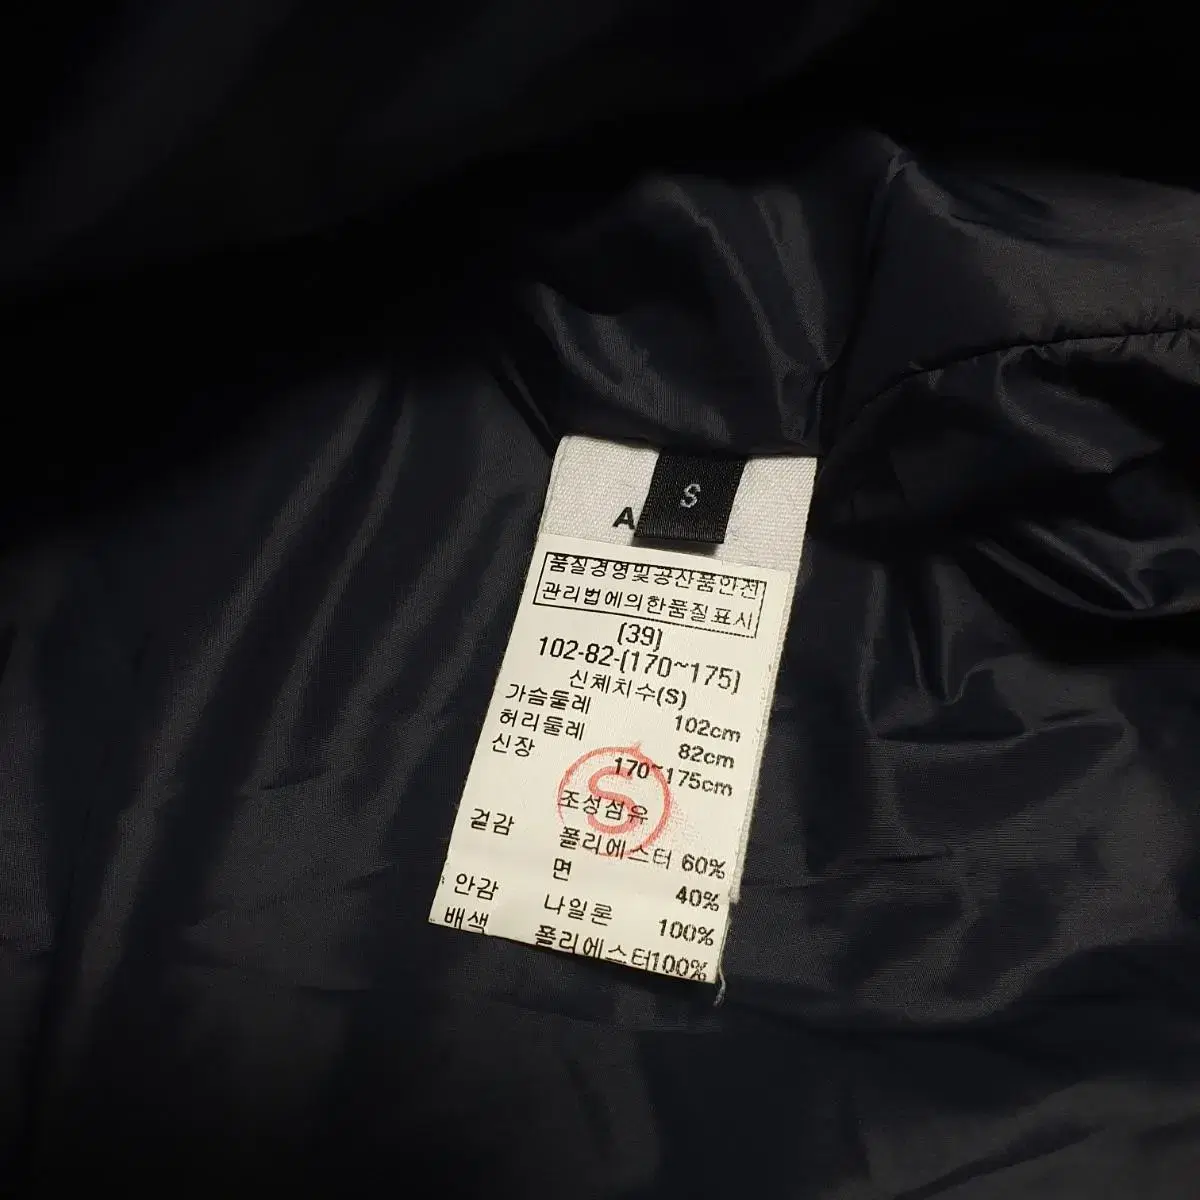 S
A
품질경영및공산품안전
관리법에의한품질표시
(39)
102-82-(170~175)
신체치수(S)
가슴둘레 102cm
허리둘레 82cm
신장 170~175cm
S
조성섬유
겉감 폴리에스터 60%
면 40%
안감 나일론 100%
배색 폴리에스터100%